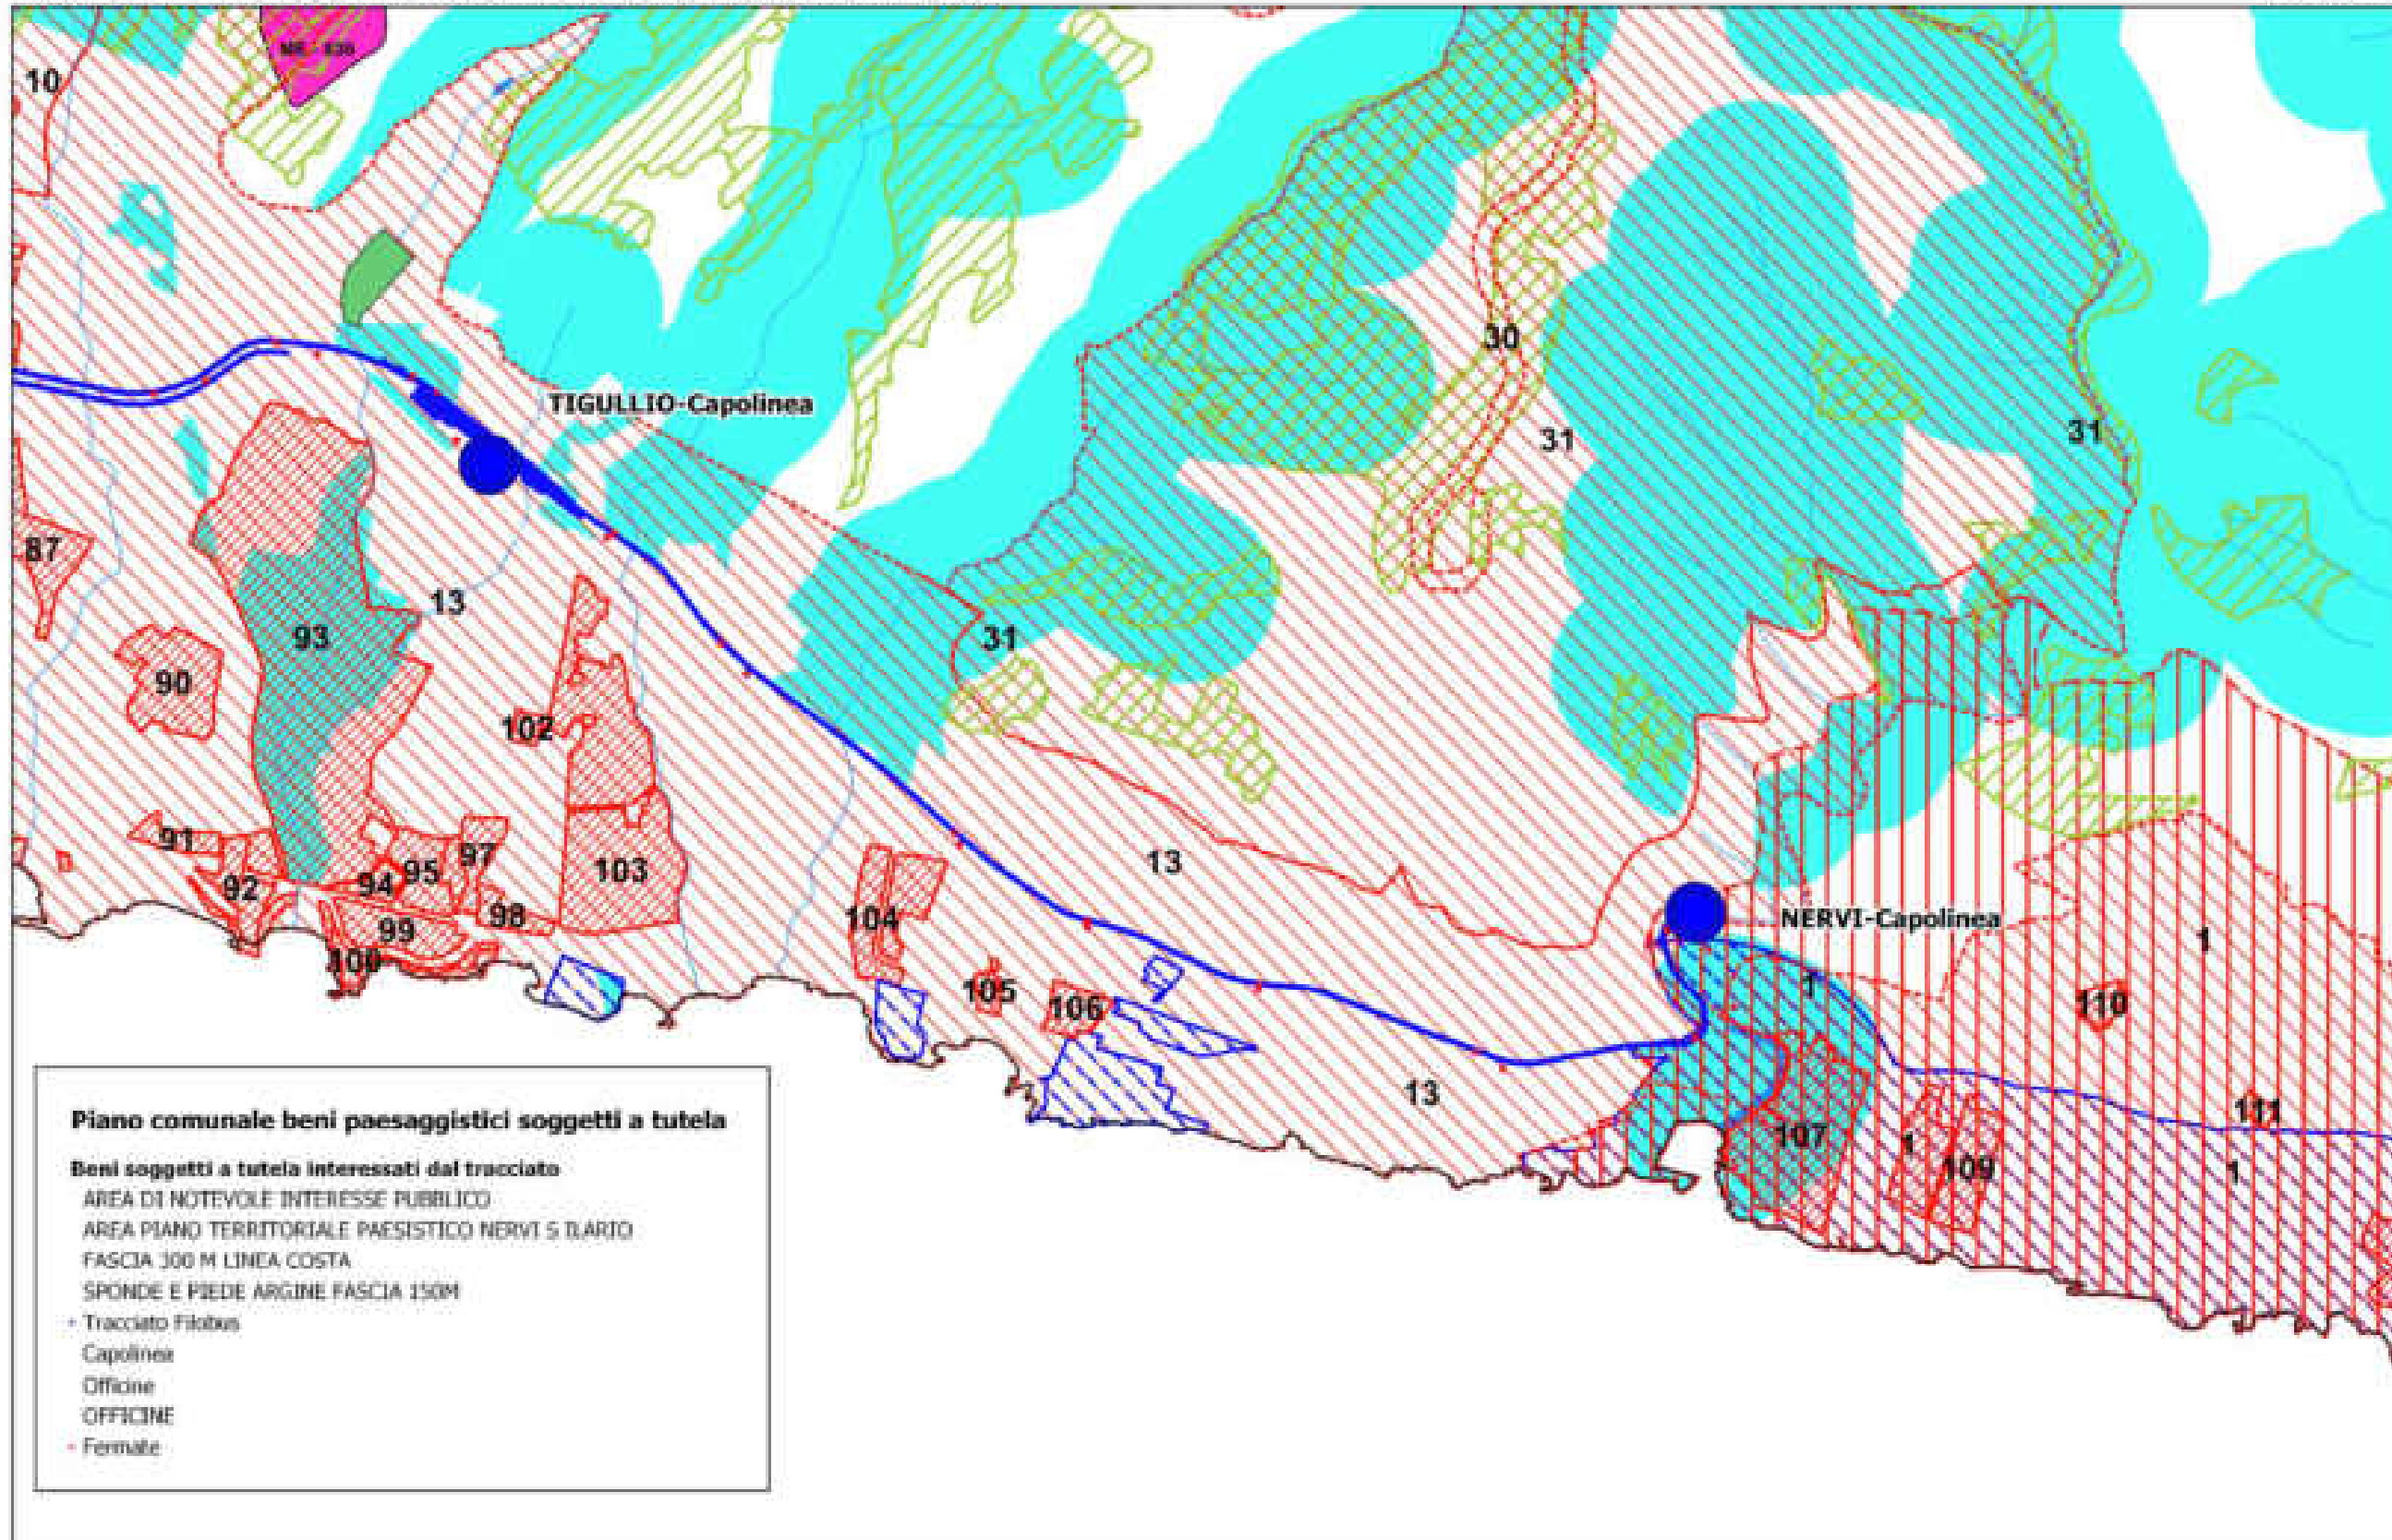 ME - 836
10
30
31
31
TIGULLIO-Capolinea
87
13
93
31
90
102
91
97
13
95
103
94
92
98
104
NERVI-Capolinea
99
1
100
1
105
106
110
13
111
107
1
109
1
Piano comunale beni paesaggistici soggetti a tutela
Beni soggetti a tutela interessati dal tracciato
AREA DI NOTEVOLE INTERESSE PUBBLICO
AREA PIANO TERRITORIALE PAESISTICO NERVI S ILARIO
FASCIA 300 M LINEA COSTA
SPONDE E PIEDE ARGINE FASCIA 150M
Tracciato Filobus
Capolinea
Officine
OFFICINE
Fermate